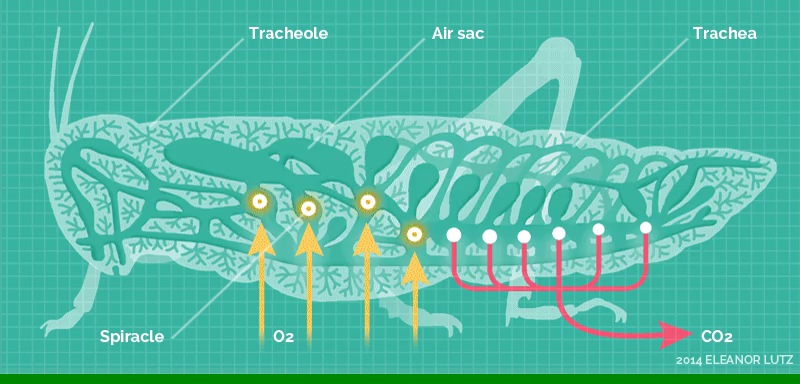 Tracheole
Air sac
Trachea
Spiracle
O2
CO2
2014 ELEANOR LUTZ